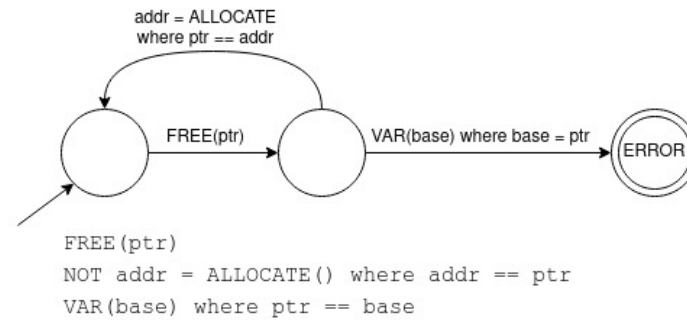 addr = ALLOCATE
where ptr == addr
FREE(ptr)
VAR(base) where base = ptr
ERROR
FREE(ptr)
NOT addr = ALLOCATE() where addr == ptr
VAR(base) where ptr == base